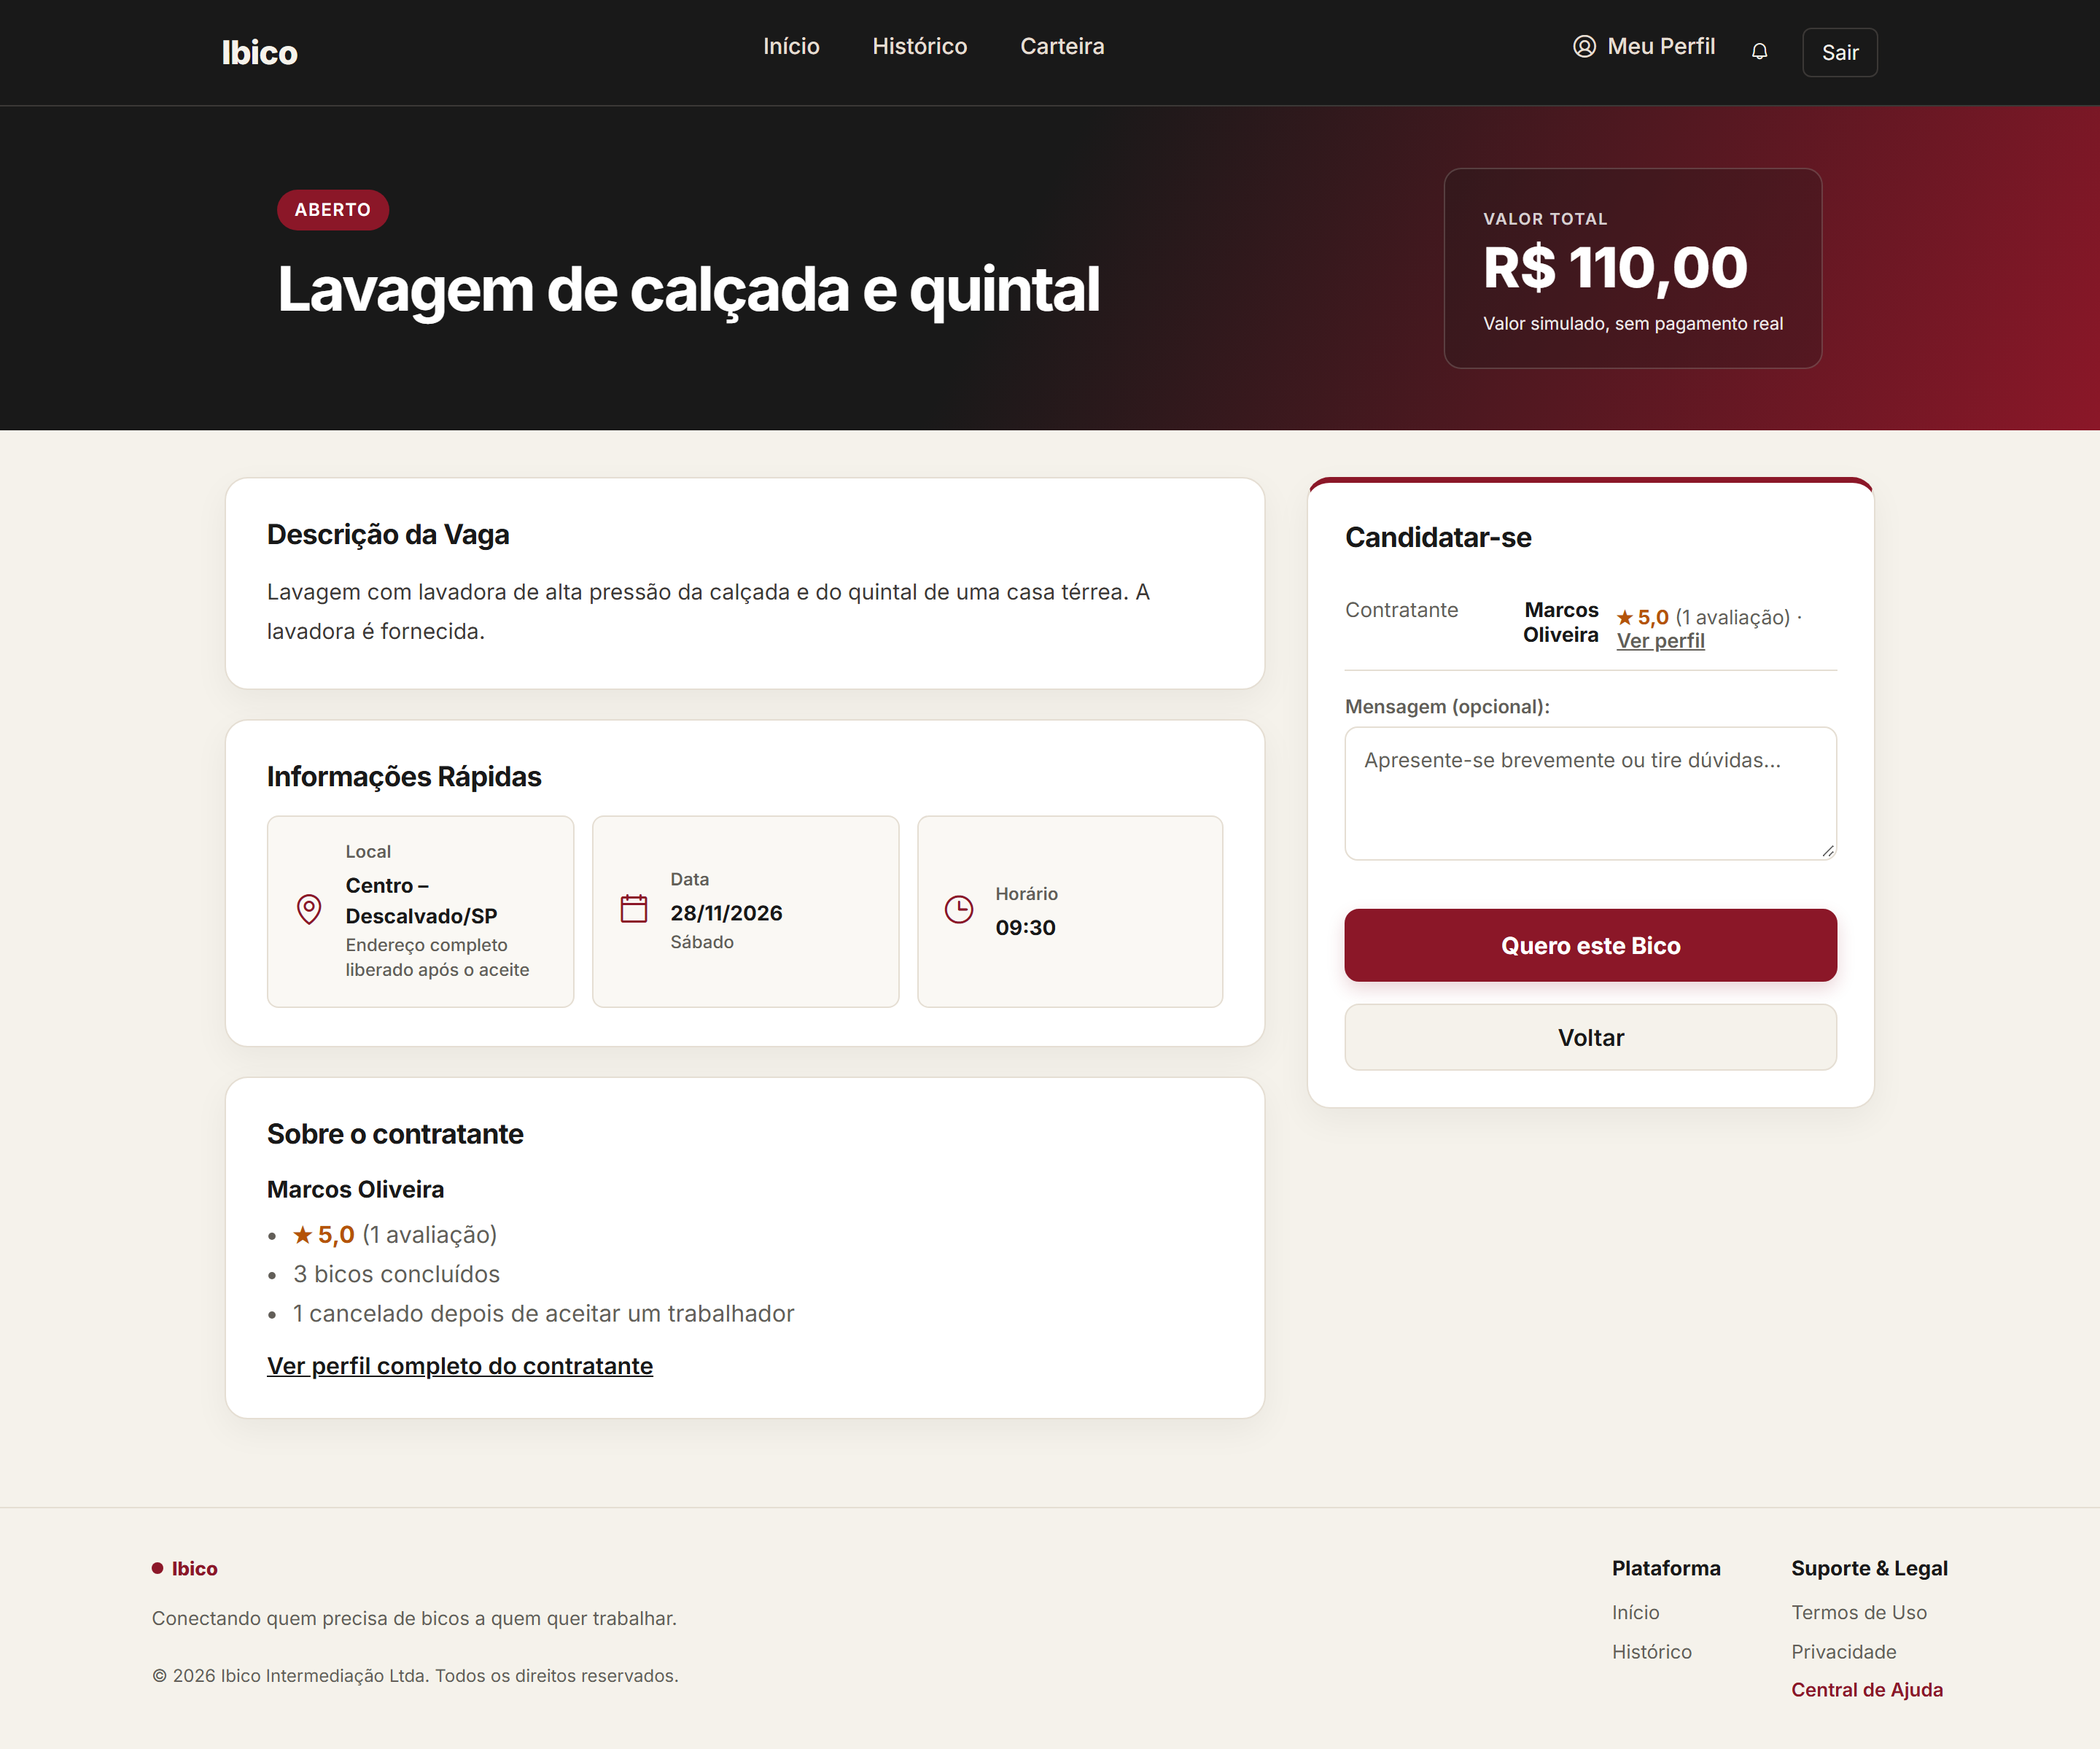 Ibico
Início
Histórico
Carteira
Meu Perfil
Sair
ABERTO
Lavagem de calçada e quintal
VALOR TOTAL
R$ 110,00
Valor simulado, sem pagamento real
Descrição da Vaga
Lavagem com lavadora de alta pressão da calçada e do quintal de uma casa térrea. A
lavadora é fornecida.
Informações Rápidas
Local
Centro –
Descalvado/SP
Endereço completo
liberado após o aceite
Data
28/11/2026
Sábado
Horário
09:30
Sobre o contratante
Marcos Oliveira
• ★ 5,0 (1 avaliação)
• 3 bicos concluídos
• 1 cancelado depois de aceitar um trabalhador
Ver perfil completo do contratante
Candidatar-se
Contratante
Marcos
Oliveira
★ 5,0 (1 avaliação) ·
Ver perfil
Mensagem (opcional):
Apresente-se brevemente ou tire dúvidas...
Quero este Bico
Voltar
Ibico
Conectando quem precisa de bicos a quem quer trabalhar.
© 2026 Ibico Intermediação Ltda. Todos os direitos reservados.
Plataforma
Início
Histórico
Suporte & Legal
Termos de Uso
Privacidade
Central de Ajuda